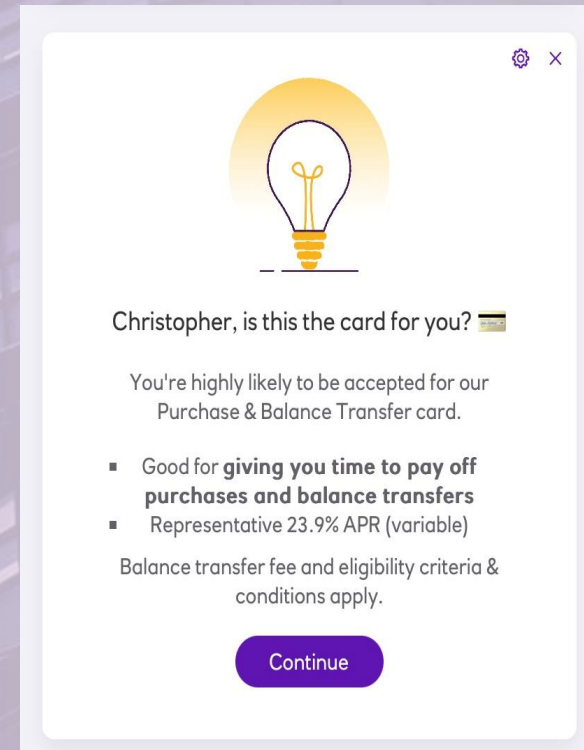 Christopher, is this the card for you? 💳
You're highly likely to be accepted for our
Purchase & Balance Transfer card.
▪ Good for giving you time to pay off
purchases and balance transfers
▪ Representative 23.9% APR (variable)
Balance transfer fee and eligibility criteria &
conditions apply.
Continue